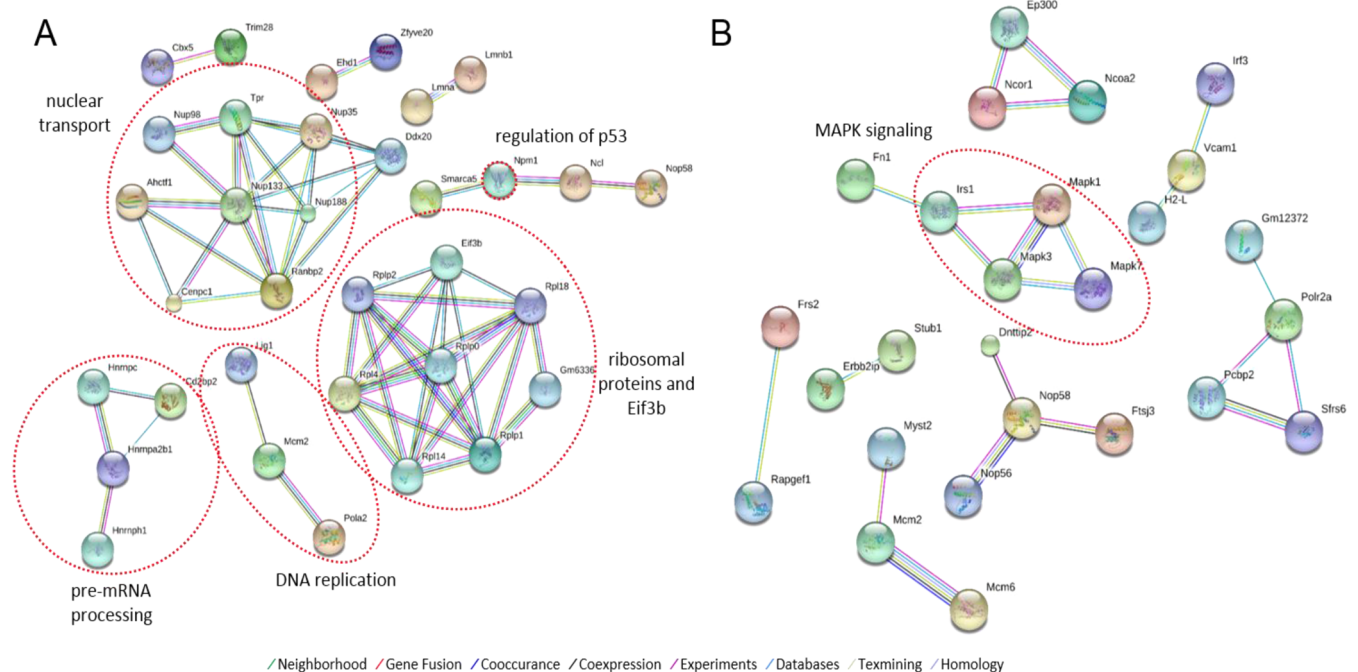 A
Cbx5
Trim28
Ehd1
Zfyve20
Lmna
Lmnb1
nuclear
transport
Nup98
Tpr
Nup35
Ddx20
Ahctf1
Nup133
Nup188
Cenpc1
Ranbp2
regulation of p53
Smarca5
Npm1
Ncl
Nop58
Eif3b
Rplp2
Rpl18
Rplp0
Rpl4
Gm6336
Rplp1
Rpl14
ribosomal
proteins and
Eif3b
Hnrnpc
Cd2bp2
Hnrnpa2b1
Hnrnph1
pre-mRNA
processing
Lig1
Mcm2
Pola2
DNA replication
B
Ep300
Ncor1
Ncoa2
Irf3
Vcam1
H2-L
MAPK signaling
Fn1
Irs1
Mapk1
Mapk3
Mapk7
Gm12372
Polr2a
Pcbp2
Sfrs6
Frs2
Rapgef1
Stub1
Erbb2ip
Dnttip2
Nop58
Ftsj3
Nop56
Myst2
Mcm2
Mcm6
Neighborhood Gene Fusion Cooccurance Coexpression Experiments Databases Texmining Homology